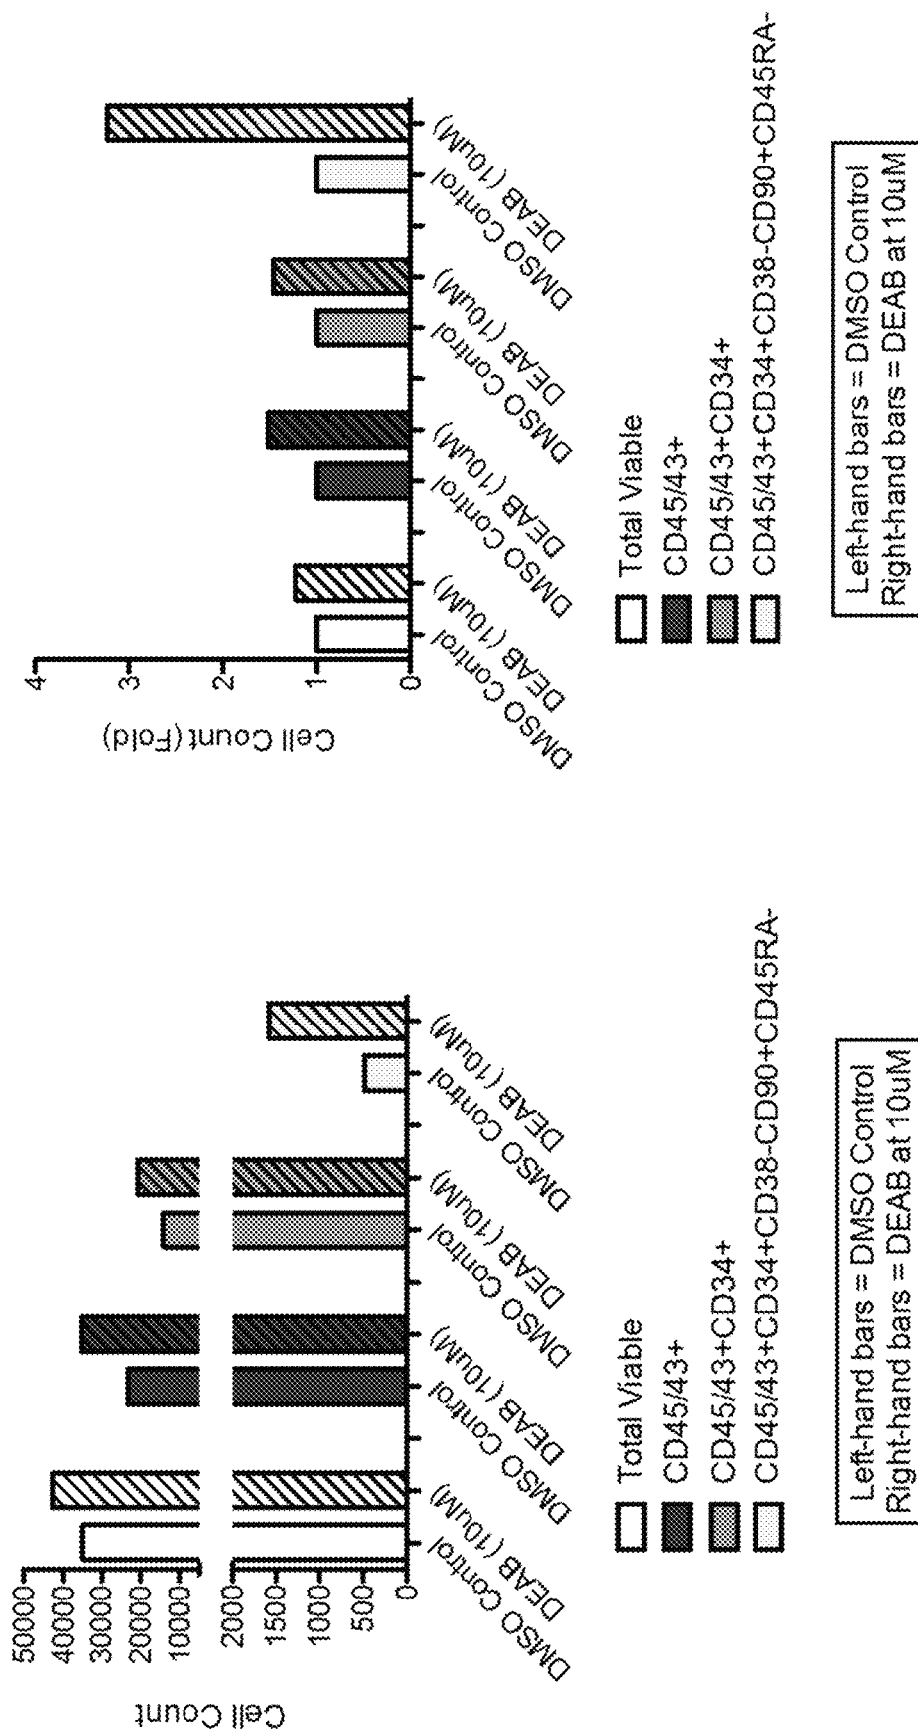 Cell Count
50000
40000
30000
20000
10000
2000
1500
1000
500
0
DMSO Control
DEAB (10uM)
DMSO Control
DEAB (10uM)
DMSO Control
DEAB (10uM)
DMSO Control
DEAB (10uM)
Total Viable
CD45/43+
CD45/43+CD34+
CD45/43+CD34+CD38-CD90+CD45RA-
Left-hand bars = DMSO Control
Right-hand bars = DEAB at 10uM
Cell Count (Fold)
4
3
2
1
0
DMSO Control
DEAB (10uM)
DMSO Control
DEAB (10uM)
DMSO Control
DEAB (10uM)
DMSO Control
DEAB (10uM)
Total Viable
CD45/43+
CD45/43+CD34+
CD45/43+CD34+CD38-CD90+CD45RA-
Left-hand bars = DMSO Control
Right-hand bars = DEAB at 10uM